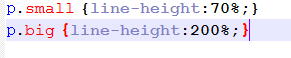 p.small {line-height:70%;}
p.big {line-height:200%;}